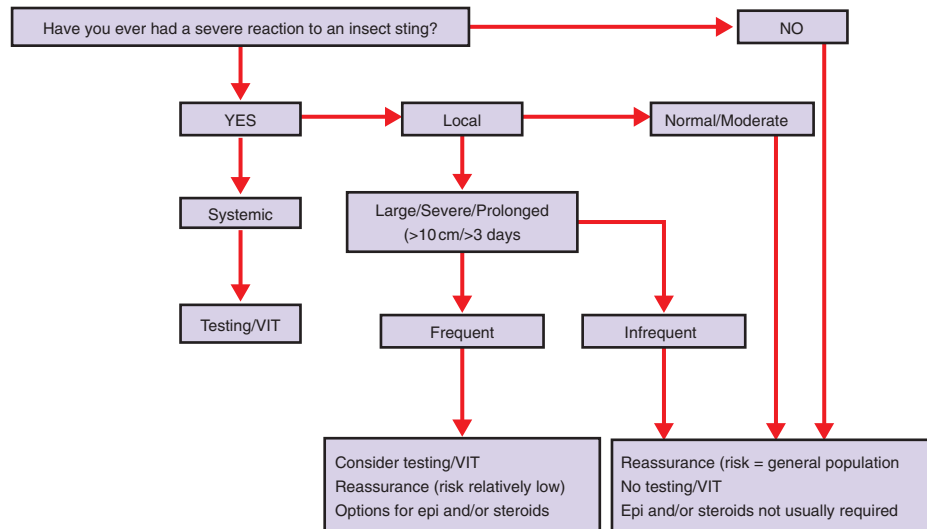 Have you ever had a severe reaction to an insect sting?
NO
YES
Local
Normal/Moderate
Systemic
Large/Severe/Prolonged
(>10 cm/>3 days
Testing/VIT
Frequent
Infrequent
Consider testing/VIT
Reassurance (risk relatively low)
Options for epi and/or steroids
Reassurance (risk = general population
No testing/VIT
Epi and/or steroids not usually required